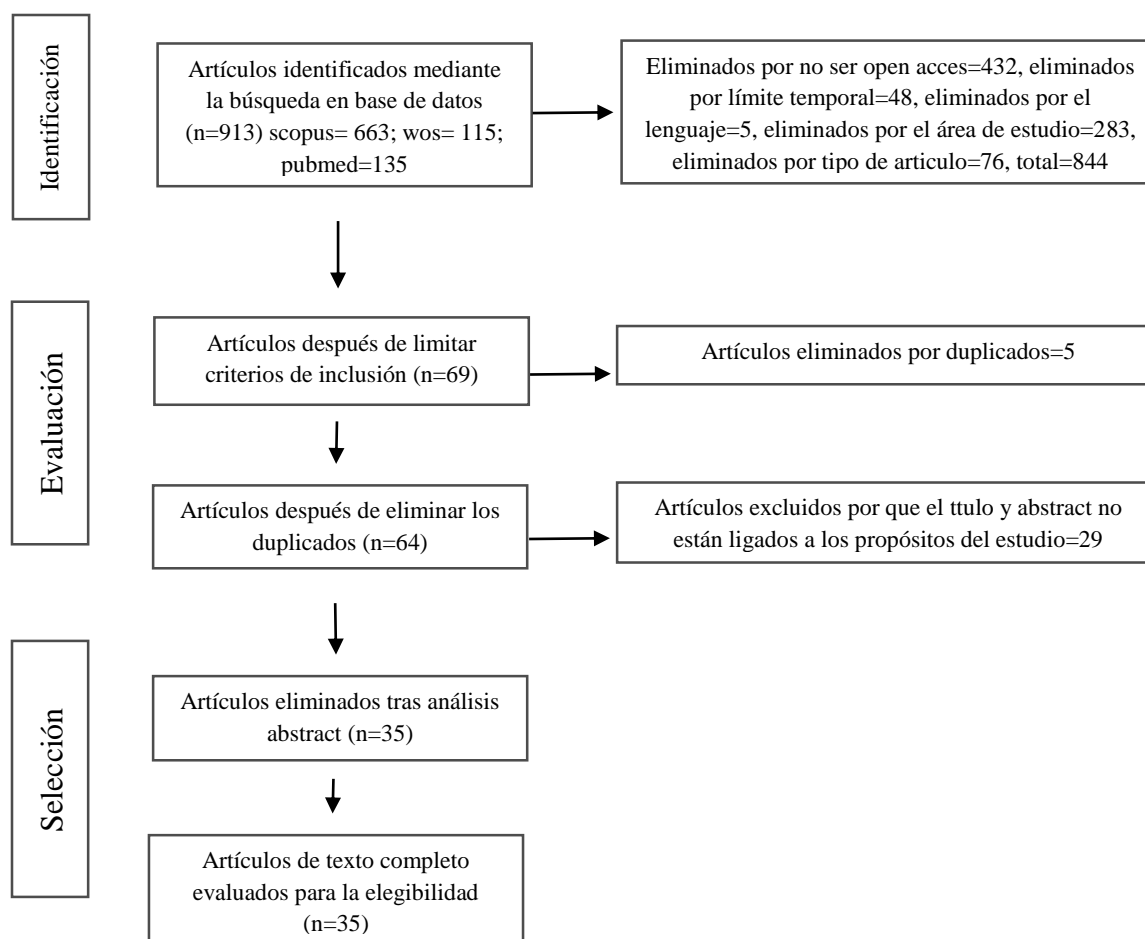 Identificación
Artículos identificados mediante
la búsqueda en base de datos
(n=913) scopus= 663; wos= 115;
pubmed=135
Eliminados por no ser open acces=432, eliminados
por límite temporal=48, eliminados por el
lenguaje=5, eliminados por el área de estudio=283,
eliminados por tipo de articulo=76, total=844
Evaluación
Artículos después de limitar
criterios de inclusión (n=69)
Artículos eliminados por duplicados=5
Artículos después de eliminar los
duplicados (n=64)
Artículos excluidos por que el ttulo y abstract no
están ligados a los propósitos del estudio=29
Selección
Artículos eliminados tras análisis
abstract (n=35)
Artículos de texto completo
evaluados para la elegibilidad
(n=35)